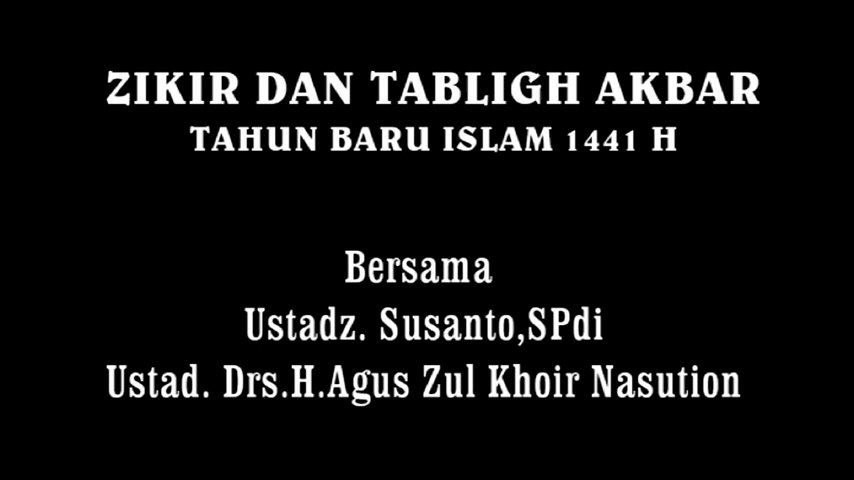 ZIKIR DAN TABLIGH AKBAR
TAHUN BARU ISLAM 1441 H
Bersama
Ustadz. Susanto,SPdi
Ustad. Drs.H.Agus Zul Khoir Nasution